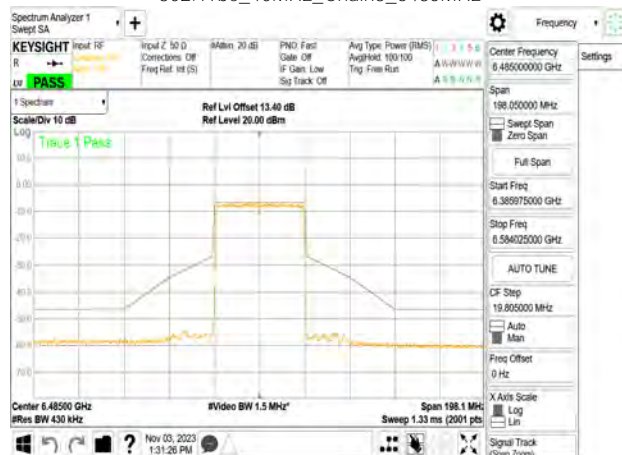 Spectrum Analyzer 1
Swept SA
+
Frequency
KEYSIGHT
Input: RF
Input Z: 50 Ω
#Atten: 20 dB
PNO: Fast
Avg Type: Power (RMS)
Corrections: Off
Gate: Off
Avg|Hold: 100/100
Freq Ref: Int (S)
IF Gain: Low
Trig: Free Run
Sig Track: Off
PASS
1 Spectrum
Scale/Div 10 dB
Ref Lvl Offset 13.40 dB
Ref Level 20.00 dBm
Log
Trace 1 Pass
Center 6.48500 GHz
#Video BW 1.5 MHz*
Span 198.1 MHz
#Res BW 430 kHz
Sweep 1.33 ms (2001 pts
Nov 03, 2023
1:31:26 PM
?
Settings
Center Frequency
6.485000000 GHz
Span
198.050000 MHz
Swept Span
Zero Span
Full Span
Start Freq
6.385975000 GHz
Stop Freq
6.584025000 GHz
AUTO TUNE
CF Step
19.805000 MHz
Auto
Man
Freq Offset
0 Hz
X Axis Scale
Log
Lin
Signal Track
(Span Zoom)